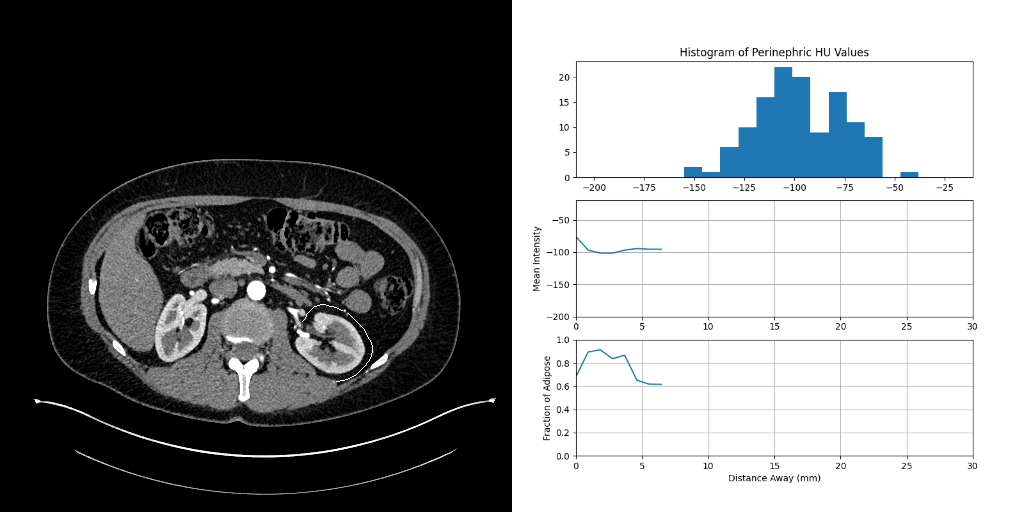 Histogram of Perinephric HU Values
20
15
10
5
0
−200 −175 −150 −125 −100 −75 −50 −25
Mean Intensity
−50
−100
−150
−200
0 5 10 15 20 25 30
Fraction of Adipose
1.0
0.8
0.6
0.4
0.2
0.0
0 5 10 15 20 25 30
Distance Away (mm)